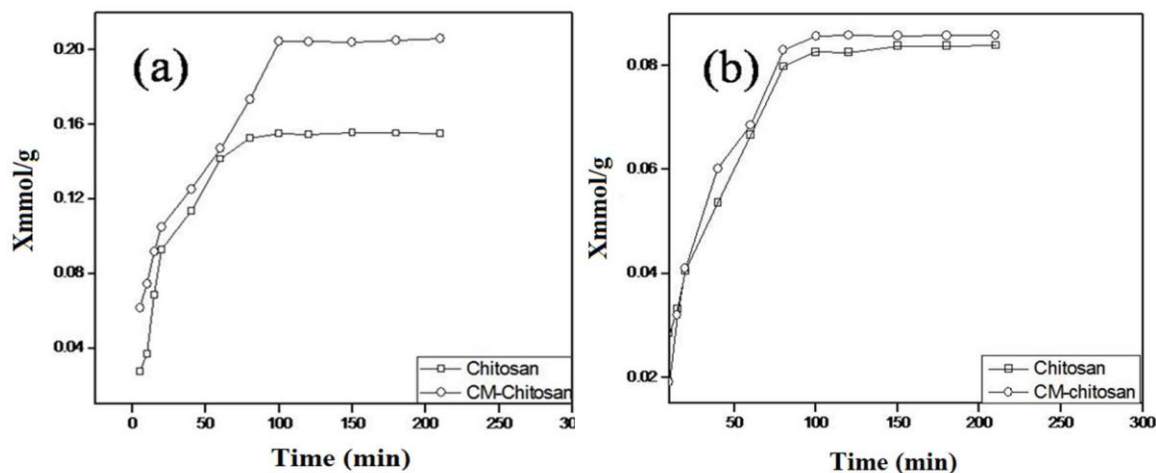 (a)
Xmmol/g
0.20
0.16
0.12
0.08
0.04
0
50
100
150
200
250
30
Time (min)
Chitosan
CM-Chitosan
(b)
Xmmol/g
0.08
0.06
0.04
0.02
50
100
150
200
250
300
Time (min)
Chitosan
CM-chitosan